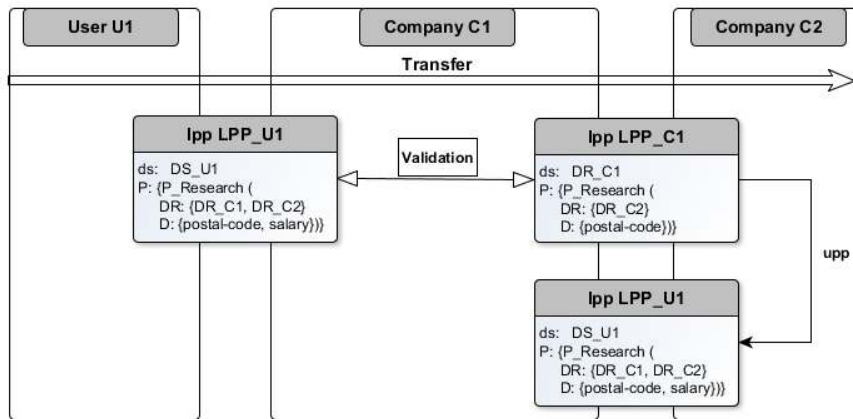 User U1
Company C1
Company C2
Transfer
lpp LPP_U1
ds: DS_U1
P: {P_Research (
DR: {DR_C1, DR_C2}
D: {postal-code, salary})}
Validation
lpp LPP_C1
ds: DR_C1
P: {P_Research (
DR: {DR_C2}
D: {postal-code})}
upp
lpp LPP_U1
ds: DS_U1
P: {P_Research (
DR: {DR_C1, DR_C2}
D: {postal-code, salary})}